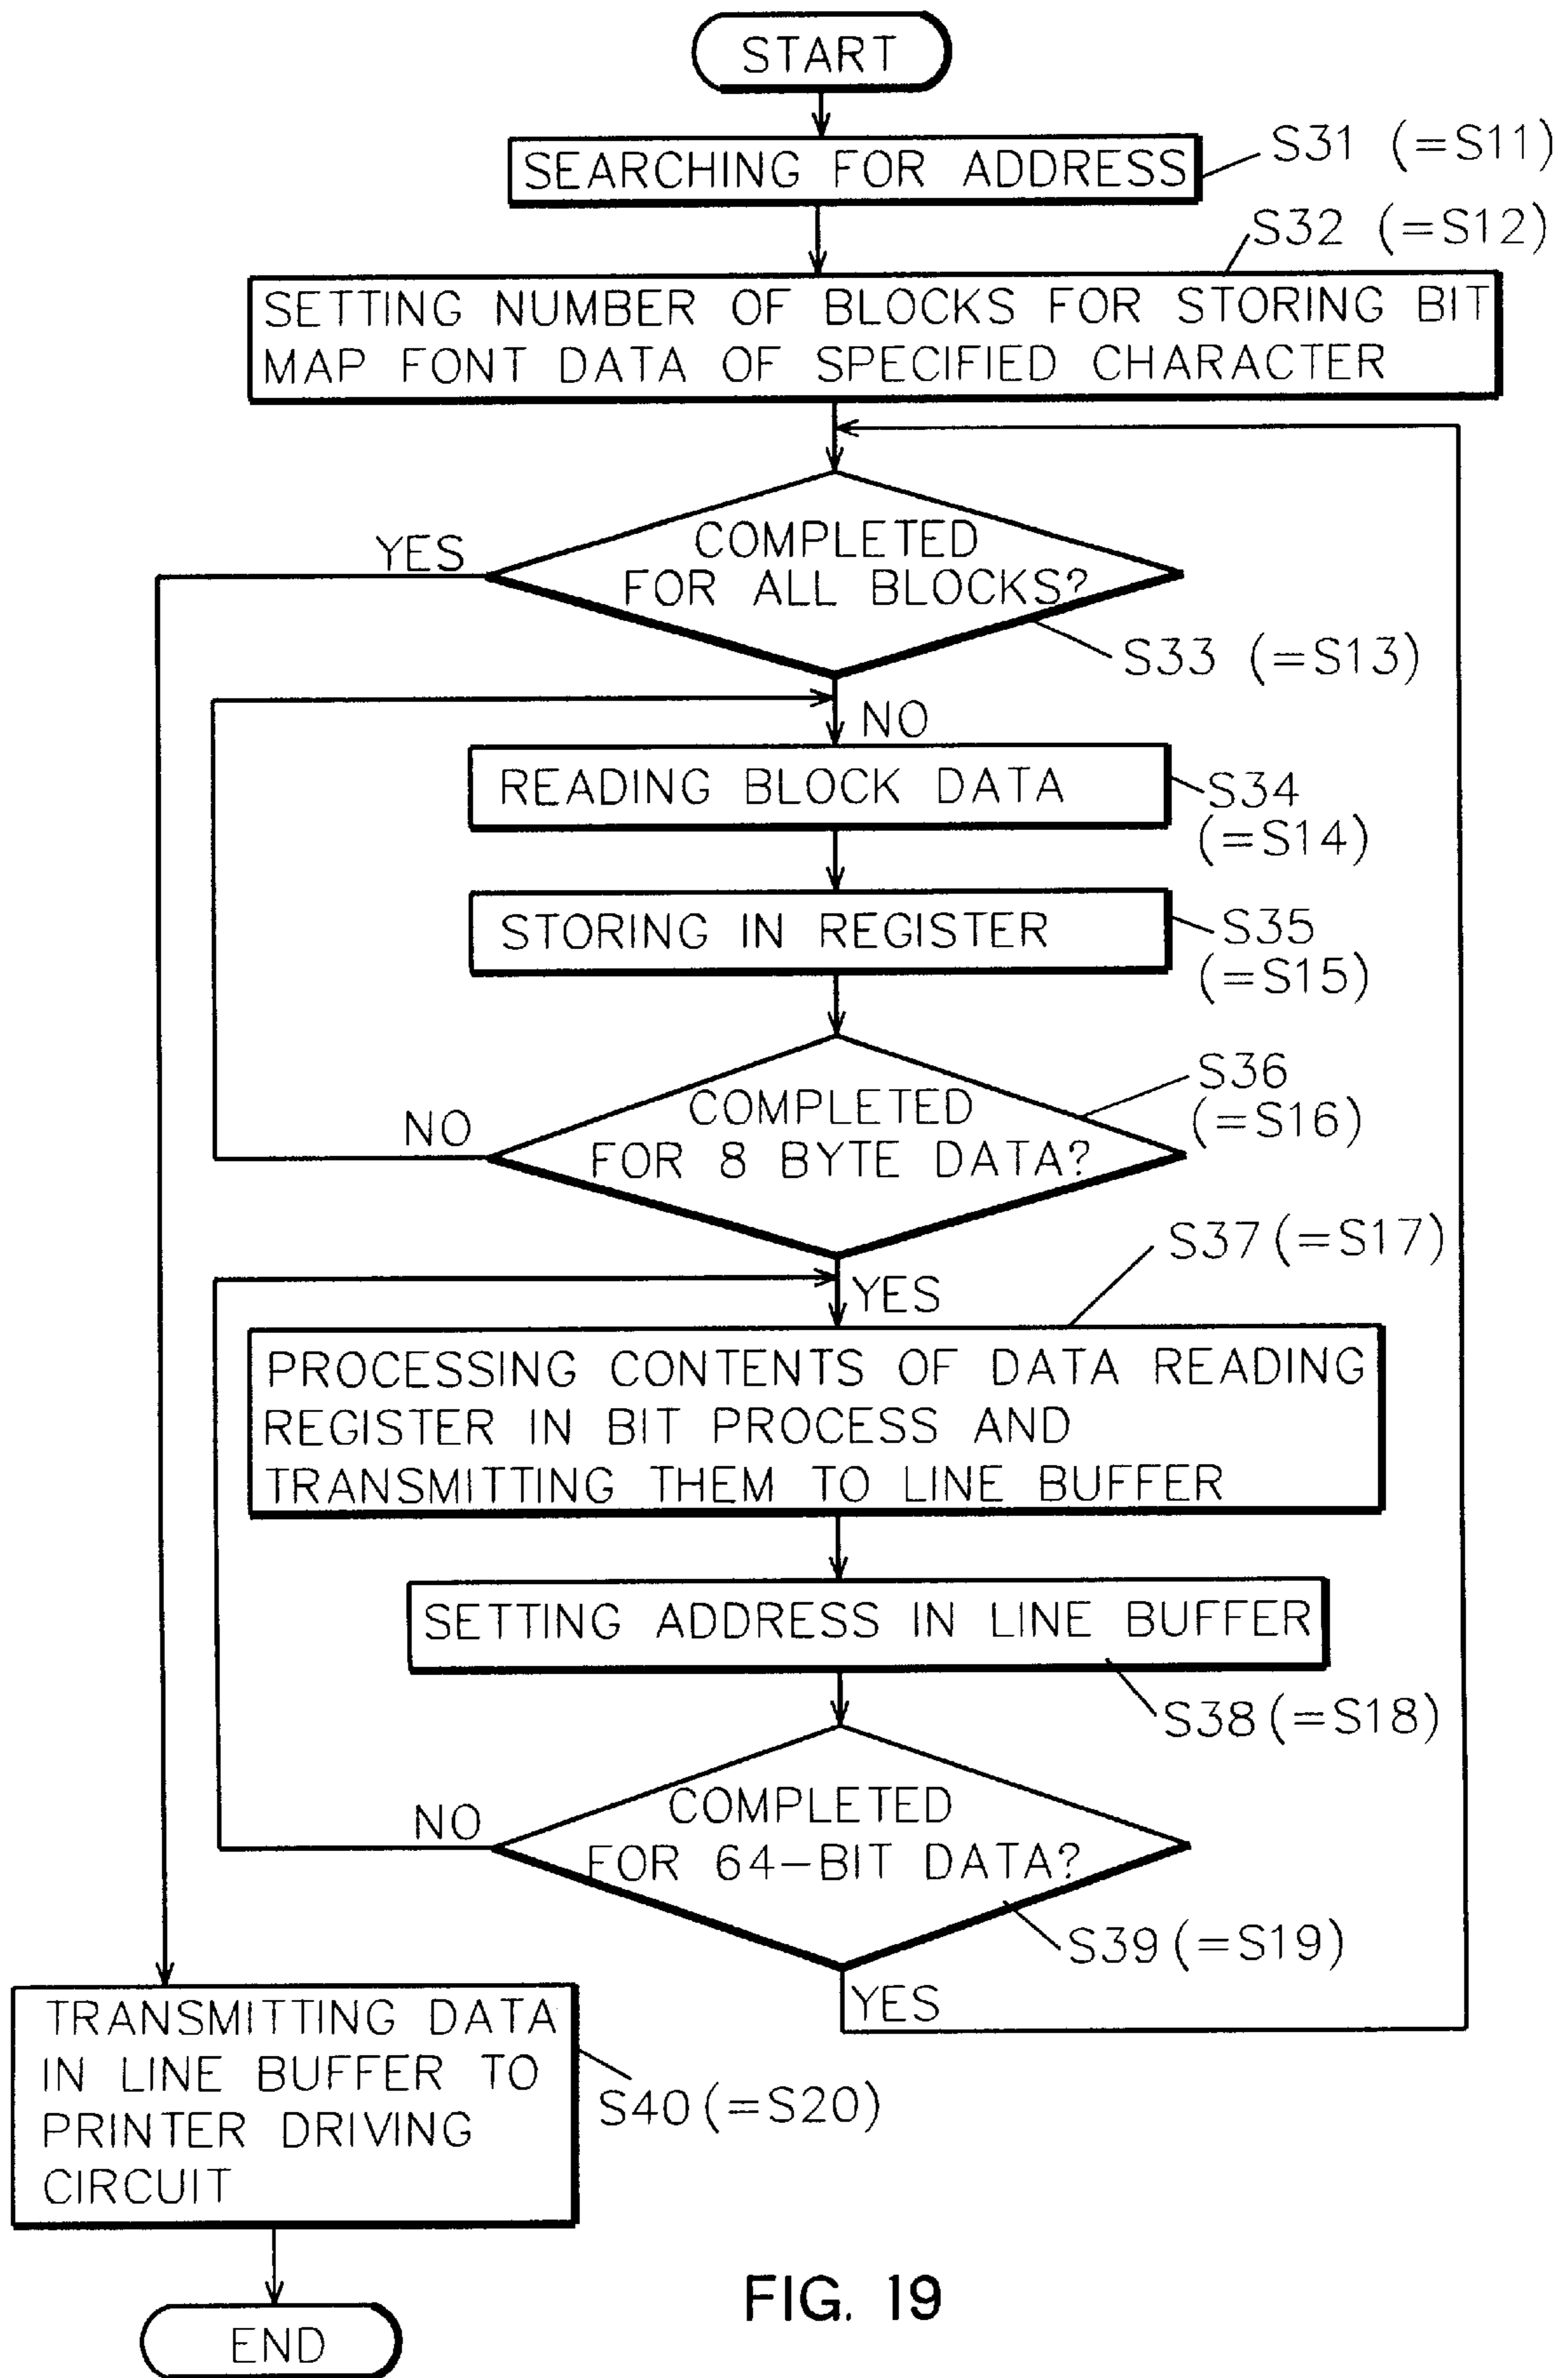 START
SEARCHING FOR ADDRESS
S31 (=S11)
S32 (=S12)
SETTING NUMBER OF BLOCKS FOR STORING BIT
MAP FONT DATA OF SPECIFIED CHARACTER
YES
COMPLETED
FOR ALL BLOCKS?
S33 (=S13)
NO
READING BLOCK DATA
S34
(=S14)
STORING IN REGISTER
S35
(=S15)
S36
(=S16)
COMPLETED
FOR 8 BYTE DATA?
NO
S37 (=S17)
YES
PROCESSING CONTENTS OF DATA READING
REGISTER IN BIT PROCESS AND
TRANSMITTING THEM TO LINE BUFFER
SETTING ADDRESS IN LINE BUFFER
S38 (=S18)
COMPLETED
FOR 64-BIT DATA?
NO
S39 (=S19)
YES
TRANSMITTING DATA
IN LINE BUFFER TO
PRINTER DRIVING
CIRCUIT
S40 (=S20)
END
FIG. 19